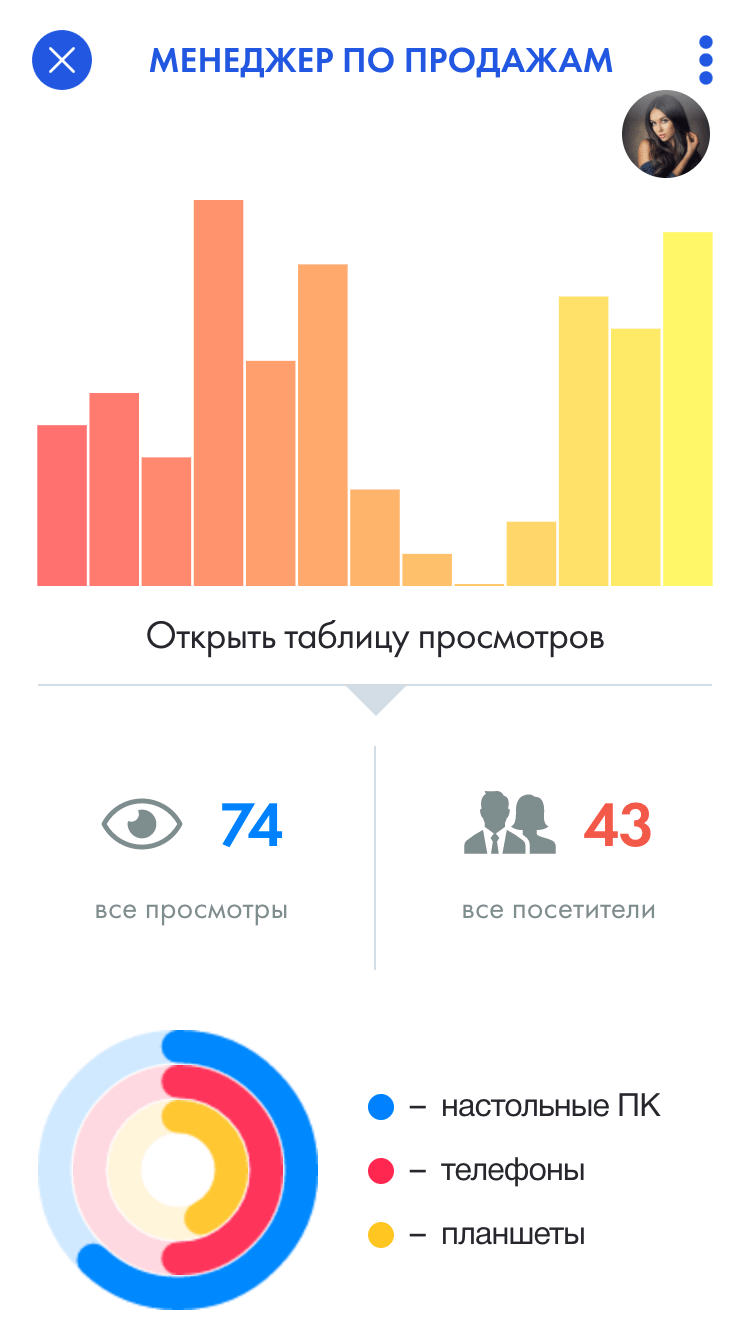 МЕНЕДЖЕР ПО ПРОДАЖАМ
Открыть таблицу просмотров
74
все просмотры
43
все посетители
– настольные ПК
– телефоны
– планшеты